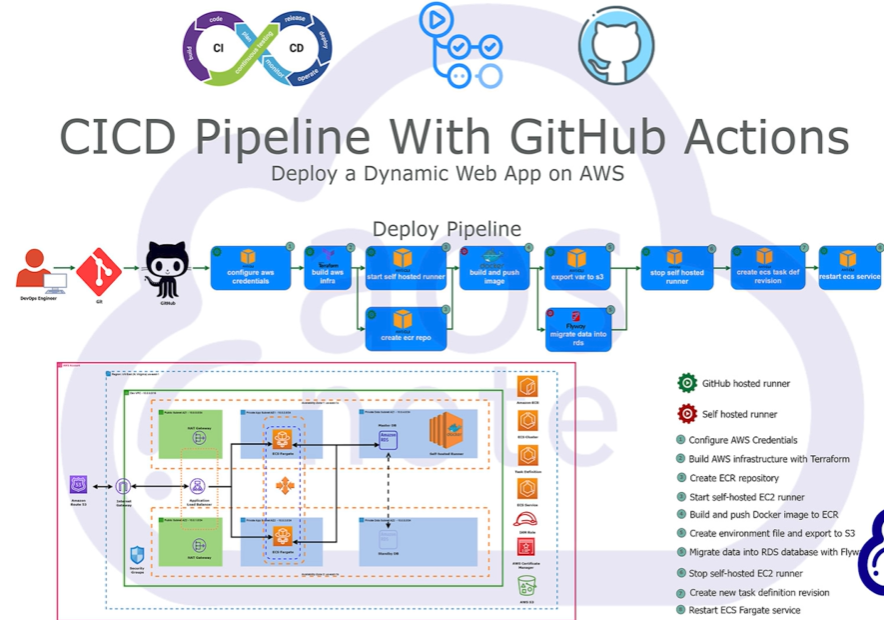 code
release
build
CI
plan
continuous testing
CD
deploy
monitor
operate
CICD Pipeline With GitHub Actions
Deploy a Dynamic Web App on AWS
Deploy Pipeline
aos
note
DevOps Engineer
Git
GitHub
configure aws
credentials
build aws
infrs
start self hosted runner
create ecr repo
build and push
image
export var to s3
Flyway
migrate data into
rds
stop self hosted
runner
create ecs task def
revision
restart ecs service
GitHub hosted runner
Self hosted runner
1 Configure AWS Credentials
2 Build AWS infrastructure with Terraform
3 Create ECR repository
3 Start self-hosted EC2 runner
4 Build and push Docker image to ECR
5 Create environment file and export to S3
5 Migrate data into RDS database with Flyw
6 Stop self-hosted EC2 runner
7 Create new task definition revision
8 Restart ECS Fargate service
NAT Gateway
ECS Fargate
Master DB
Amazon
RDS
Self Hosted Runner
Amazon
Route 53
Internet
Gateway
Application
Load Balancer
NAT Gateway
ECS Fargate
Standby DB
Security
Groups
Amazon ECR
ECS Cluster
Task Definition
ECS Service
IAM Role
AWS Certificate
Manager
AWS S3